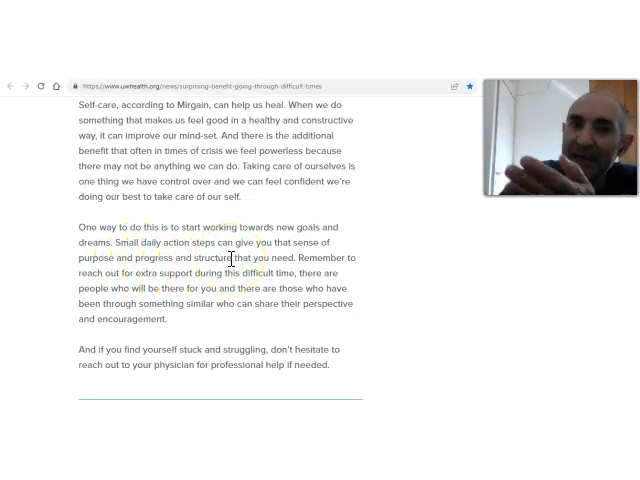 https://www.uwhealth.org/news/surprising-benefit-going-through-difficult-times
Self-care, according to Mirgain, can help us heal. When we do
something that makes us feel good in a healthy and constructive
way, it can improve our mind-set. And there is the additional
benefit that often in times of crisis we feel powerless because
there may not be anything we can do. Taking care of ourselves is
one thing we have control over and we can feel confident we’re
doing our best to take care of our self.
One way to do this is to start working towards new goals and
dreams. Small daily action steps can give you that sense of
purpose and progress and structure that you need. Remember to
reach out for extra support during this difficult time, there are
people who will be there for you and there are those who have
been through something similar who can share their perspective
and encouragement.
And if you find yourself stuck and struggling, don’t hesitate to
reach out to your physician for professional help if needed.